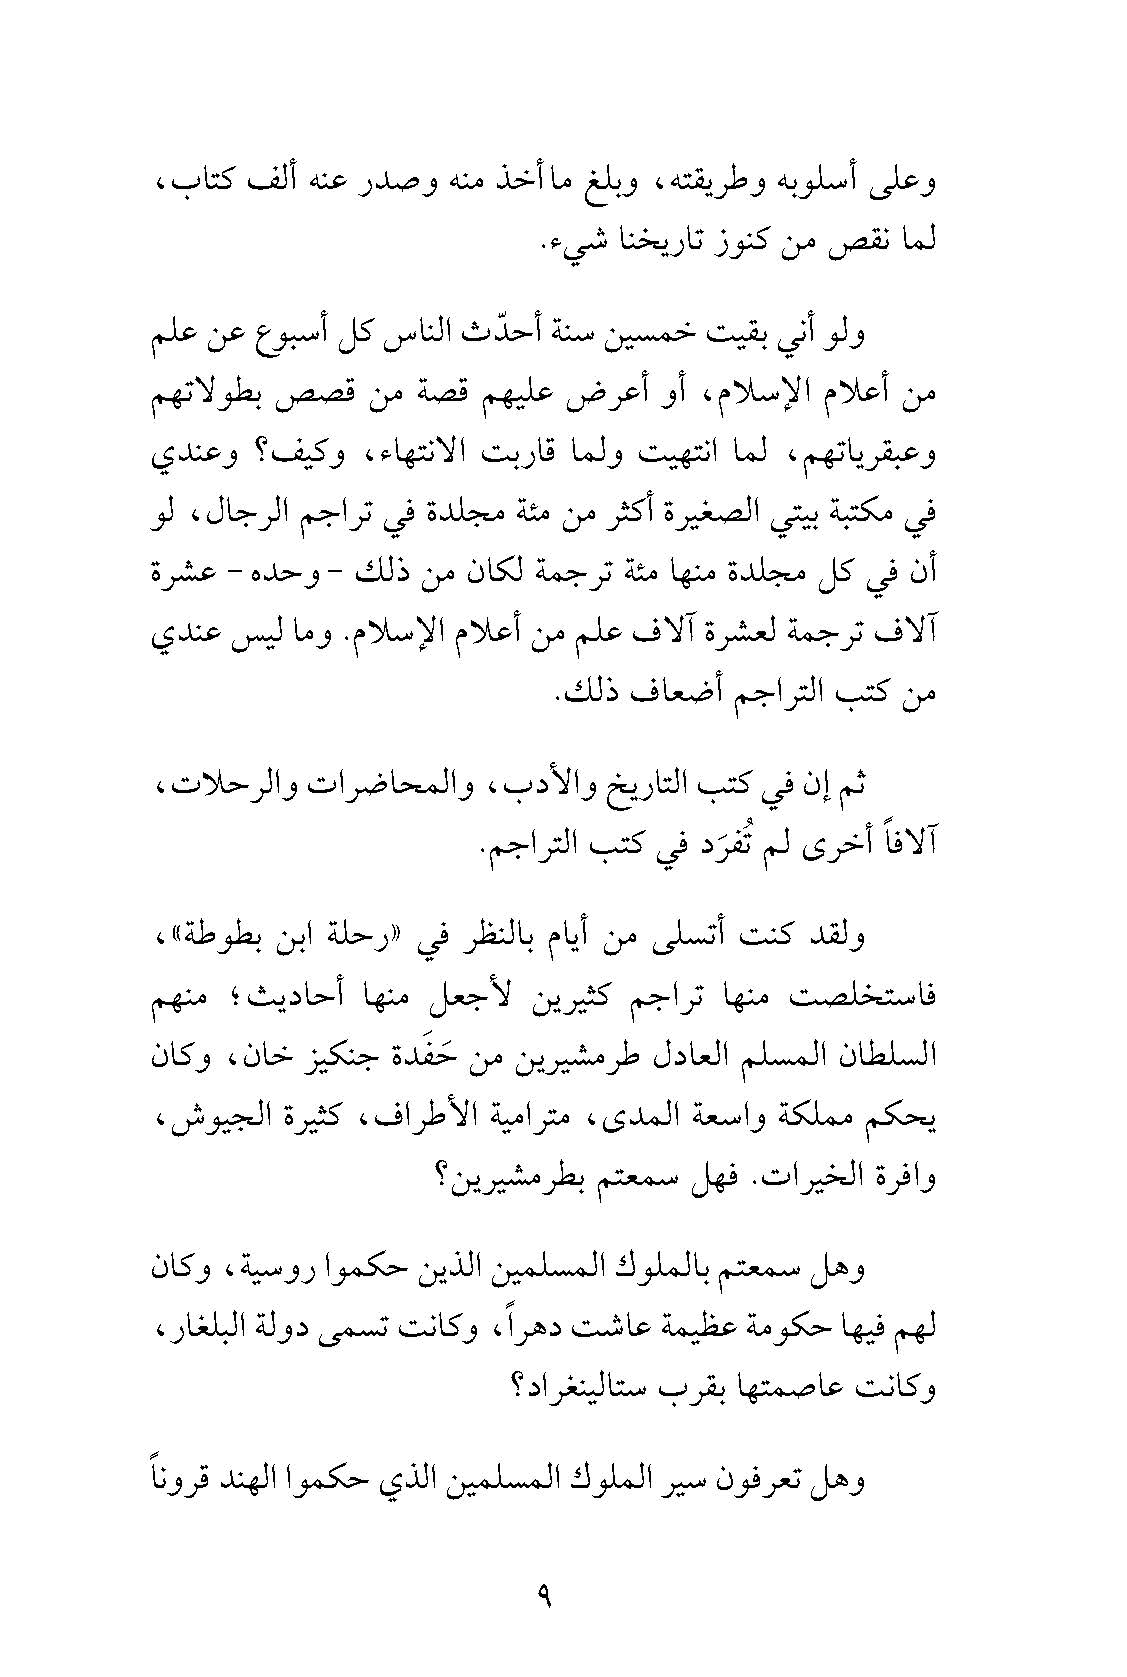 وعلى أسلوبه وطريقته، وبلغ ما أخذ منه وصدر عنه ألف كتاب،
لما نقص من كنوز تاريخنا شيء.
ولو أني بقيت خمسين سنة أحدّث الناس كل أسبوع عن علم
من أعلام الإسلام، أو أعرض عليهم قصة من قصص بطولاتهم
وعبقرياتهم، لما انتهيت ولما قاربت الانتهاء، وكيف؟ وعندي
في مكتبة بيتي الصغيرة أكثر من مئة مجلدة في تراجم الرجال، ولو
أن في كل مجلدة منها مئة ترجمة لكان من ذلك - وحده - عشرة
آلاف ترجمة لعشرة آلاف علم من أعلام الإسلام. وما ليس عندي
من كتب التراجم أضعاف ذلك.
ثم إن في كتب التاريخ والأدب، والمحاضرات والرحلات،
آلافاً أخرى لم تُفرَد في كتب التراجم.
ولقد كنت أتسلى من أيام بالنظر في «رحلة ابن بطوطة»،
فاستخلصت منها تراجم كثيرين لأجعل منها أحاديث؛ منهم
السلطان المسلم العادل طرمشيرين من حَفَدة جنكيز خان، وكان
يحكم مملكة واسعة المدى، مترامية الأطراف، كثيرة الجيوش،
وافرة الخيرات. فهل سمعتم بطرمشيرين؟
وهل سمعتم بالملوك المسلمين الذين حكموا روسية، وكان
لهم فيها حكومة عظيمة عاشت دهراً، وكانت تسمى دولة البلغار،
وكانت عاصمتها بقرب ستالينغراد؟
وهل تعرفون سير الملوك المسلمين الذي حكموا الهند قروناً
٩